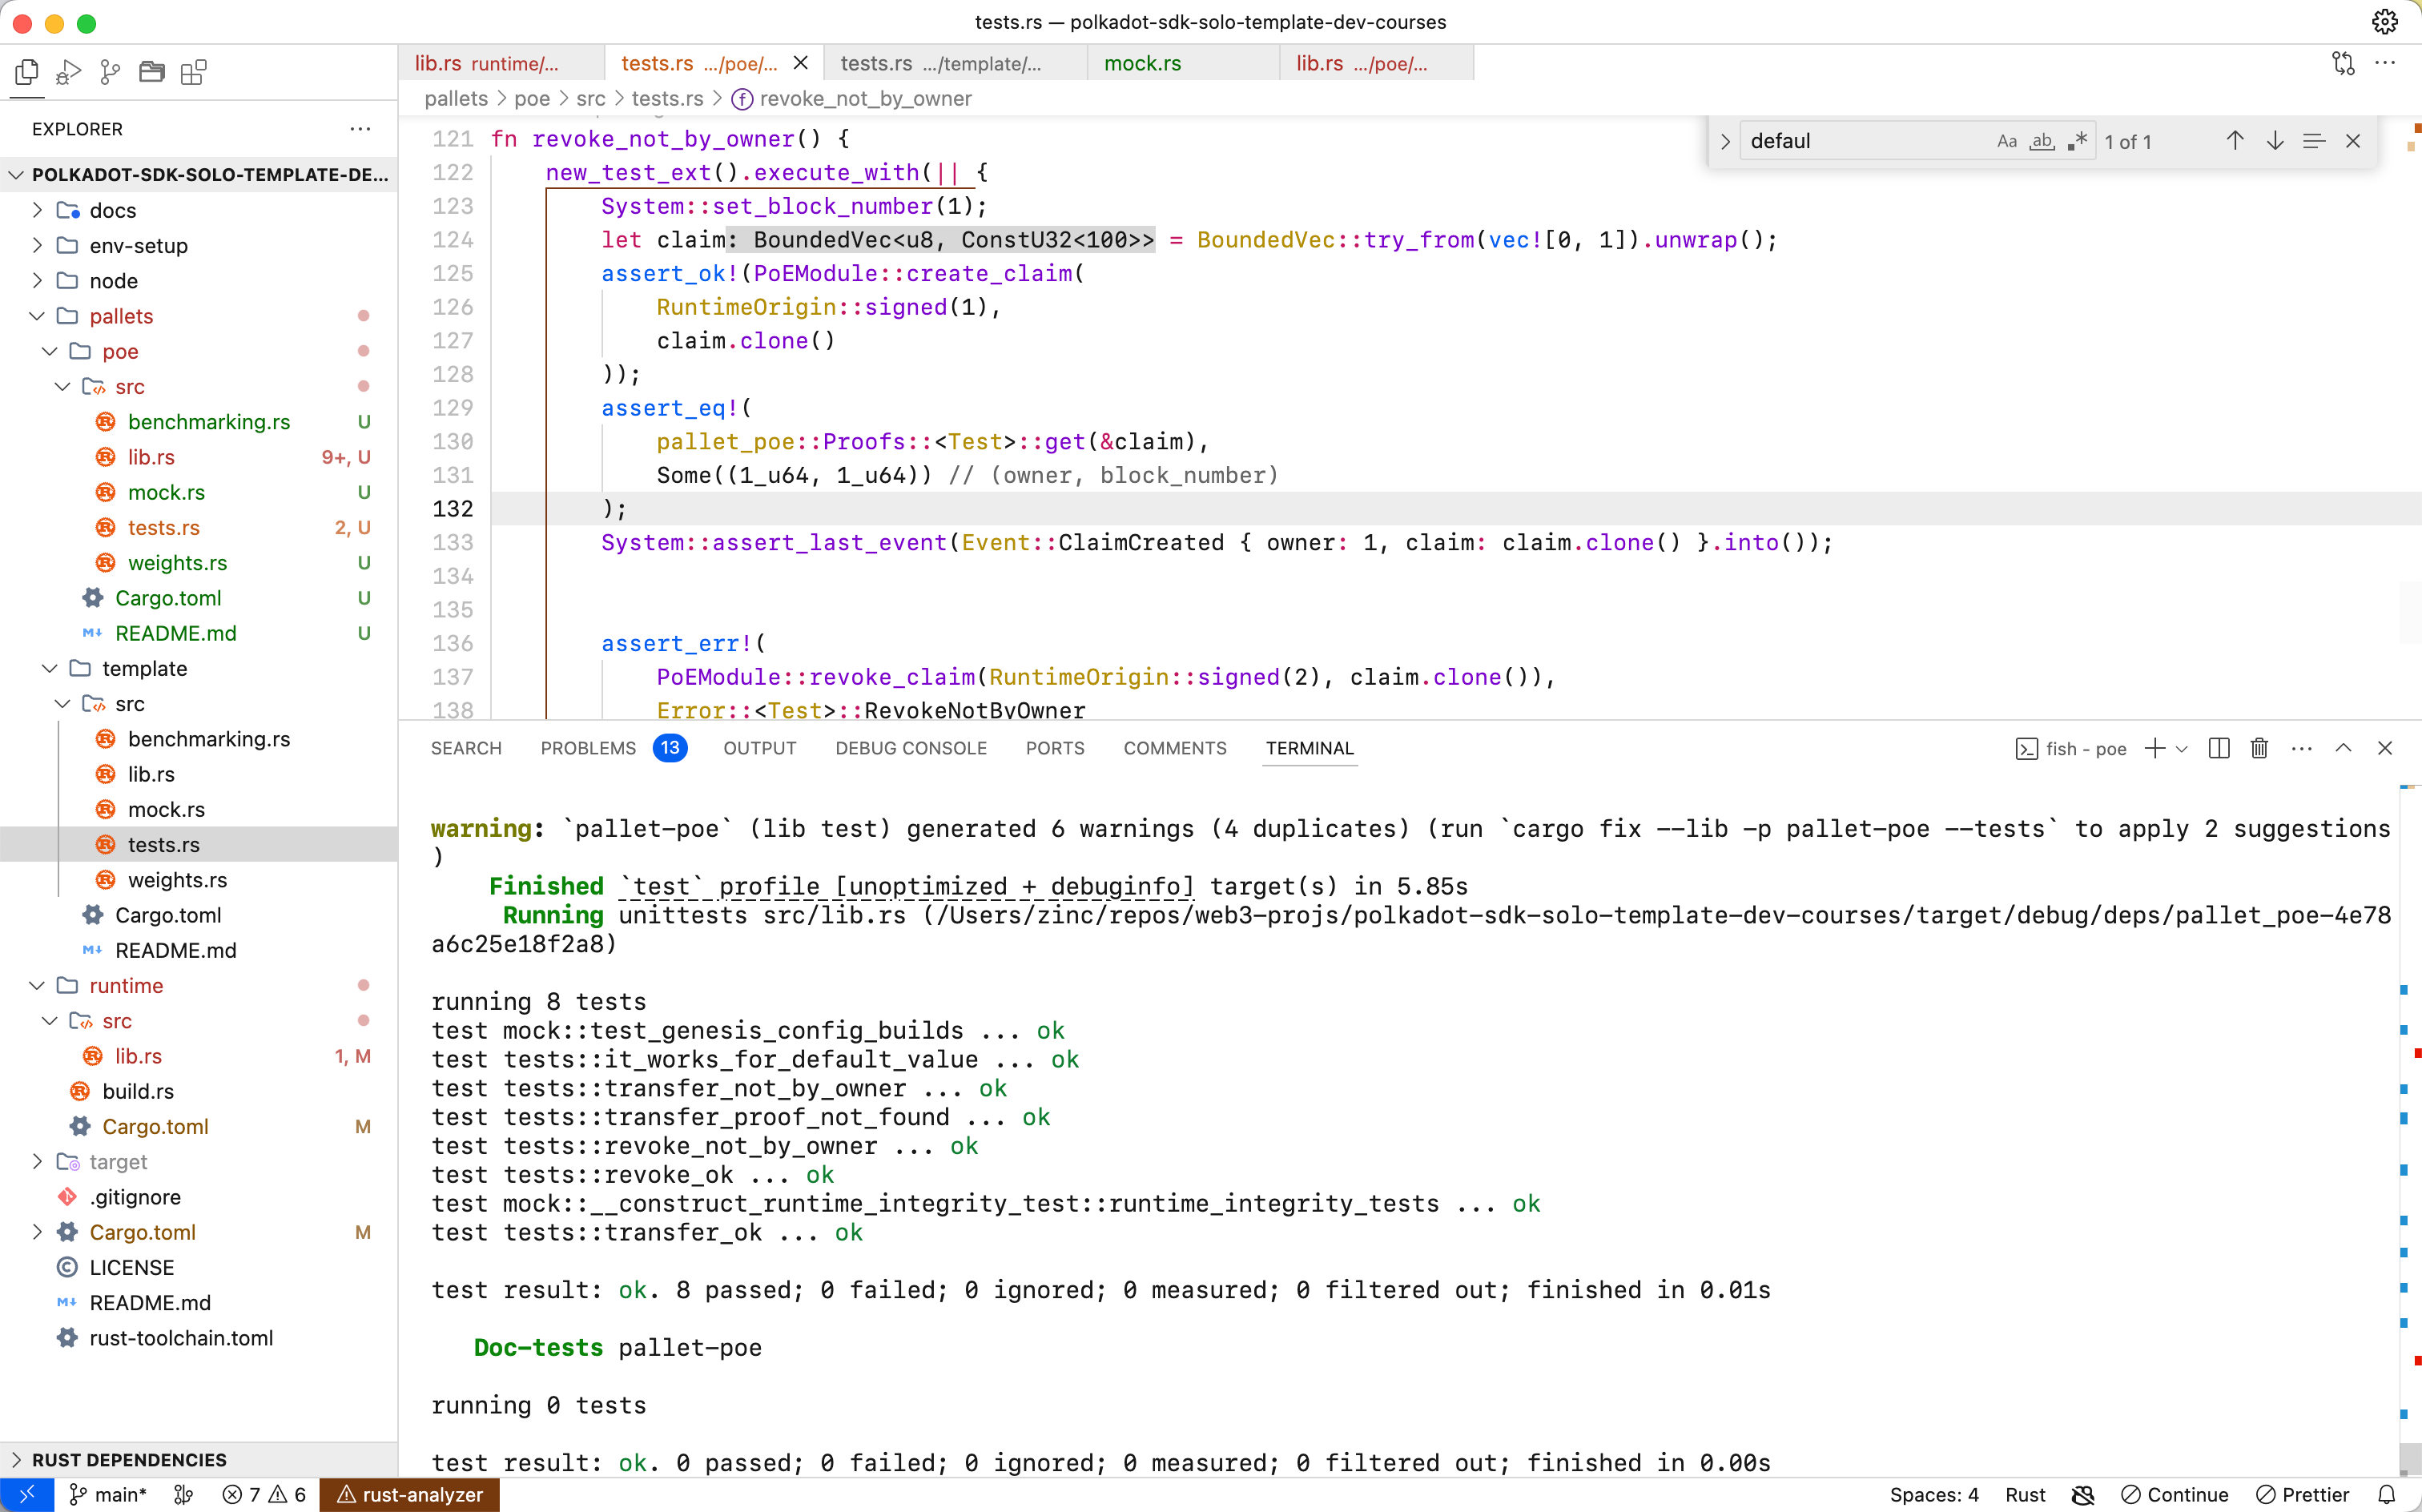 tests.rs — polkadot-sdk-solo-template-dev-courses
lib.rs runtime/...
tests.rs .../poe/...
tests.rs .../template/...
mock.rs
lib.rs .../poe/...
pallets > poe > src > tests.rs > revoke_not_by_owner
EXPLORER
POLKADOT-SDK-SOLO-TEMPLATE-DE...
docs
env-setup
node
pallets
poe
src
benchmarking.rs U
lib.rs 9+, U
mock.rs U
tests.rs 2, U
weights.rs U
Cargo.toml U
README.md U
template
src
benchmarking.rs
lib.rs
mock.rs
tests.rs
weights.rs
Cargo.toml
README.md
runtime
src
lib.rs 1, M
build.rs
Cargo.toml M
target
.gitignore
Cargo.toml M
LICENSE
README.md
rust-toolchain.toml
RUST DEPENDENCIES
defaul Aa ab .* 1 of 1
121 fn revoke_not_by_owner() {
122 new_test_ext().execute_with(|| {
123 System::set_block_number(1);
124 let claim: BoundedVec<u8, ConstU32<100>> = BoundedVec::try_from(vec![0, 1]).unwrap();
125 assert_ok!(PoEModule::create_claim(
126 RuntimeOrigin::signed(1),
127 claim.clone()
128 ));
129 assert_eq!(
130 pallet_poe::Proofs::<Test>::get(&claim),
131 Some((1_u64, 1_u64)) // (owner, block_number)
132 );
133 System::assert_last_event(Event::ClaimCreated { owner: 1, claim: claim.clone() }.into());
134
135
136 assert_err!(
137 PoEModule::revoke_claim(RuntimeOrigin::signed(2), claim.clone()),
138 Error::<Test>::RevokeNotByOwner
SEARCH PROBLEMS 13 OUTPUT DEBUG CONSOLE PORTS COMMENTS TERMINAL fish - poe
warning: `pallet-poe` (lib test) generated 6 warnings (4 duplicates) (run `cargo fix --lib -p pallet-poe --tests` to apply 2 suggestions
)
Finished `test` profile [unoptimized + debuginfo] target(s) in 5.85s
Running unittests src/lib.rs (/Users/zinc/repos/web3-projs/polkadot-sdk-solo-template-dev-courses/target/debug/deps/pallet_poe-4e78
a6c25e18f2a8)
running 8 tests
test mock::test_genesis_config_builds ... ok
test tests::it_works_for_default_value ... ok
test tests::transfer_not_by_owner ... ok
test tests::transfer_proof_not_found ... ok
test tests::revoke_not_by_owner ... ok
test tests::revoke_ok ... ok
test mock::__construct_runtime_integrity_test::runtime_integrity_tests ... ok
test tests::transfer_ok ... ok
test result: ok. 8 passed; 0 failed; 0 ignored; 0 measured; 0 filtered out; finished in 0.01s
Doc-tests pallet-poe
running 0 tests
test result: ok. 0 passed; 0 failed; 0 ignored; 0 measured; 0 filtered out; finished in 0.00s
main* 7 6 rust-analyzer Spaces: 4 Rust Continue Prettier